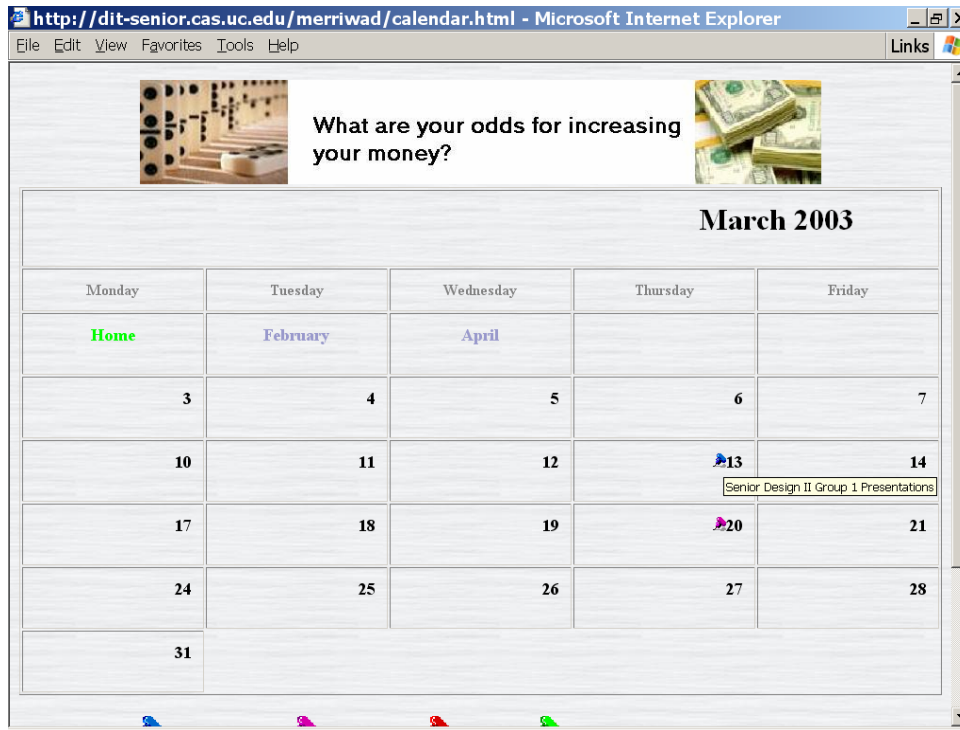 http://dit-senior.cas.uc.edu/merriwad/calendar.html - Microsoft Internet Explorer
File Edit View Favorites Tools Help Links
What are your odds for increasing
your money?
March 2003
Monday Tuesday Wednesday Thursday Friday
Home February April
3 4 5 6 7
10 11 12 13 14
Senior Design II Group 1 Presentations
17 18 19 20 21
24 25 26 27 28
31